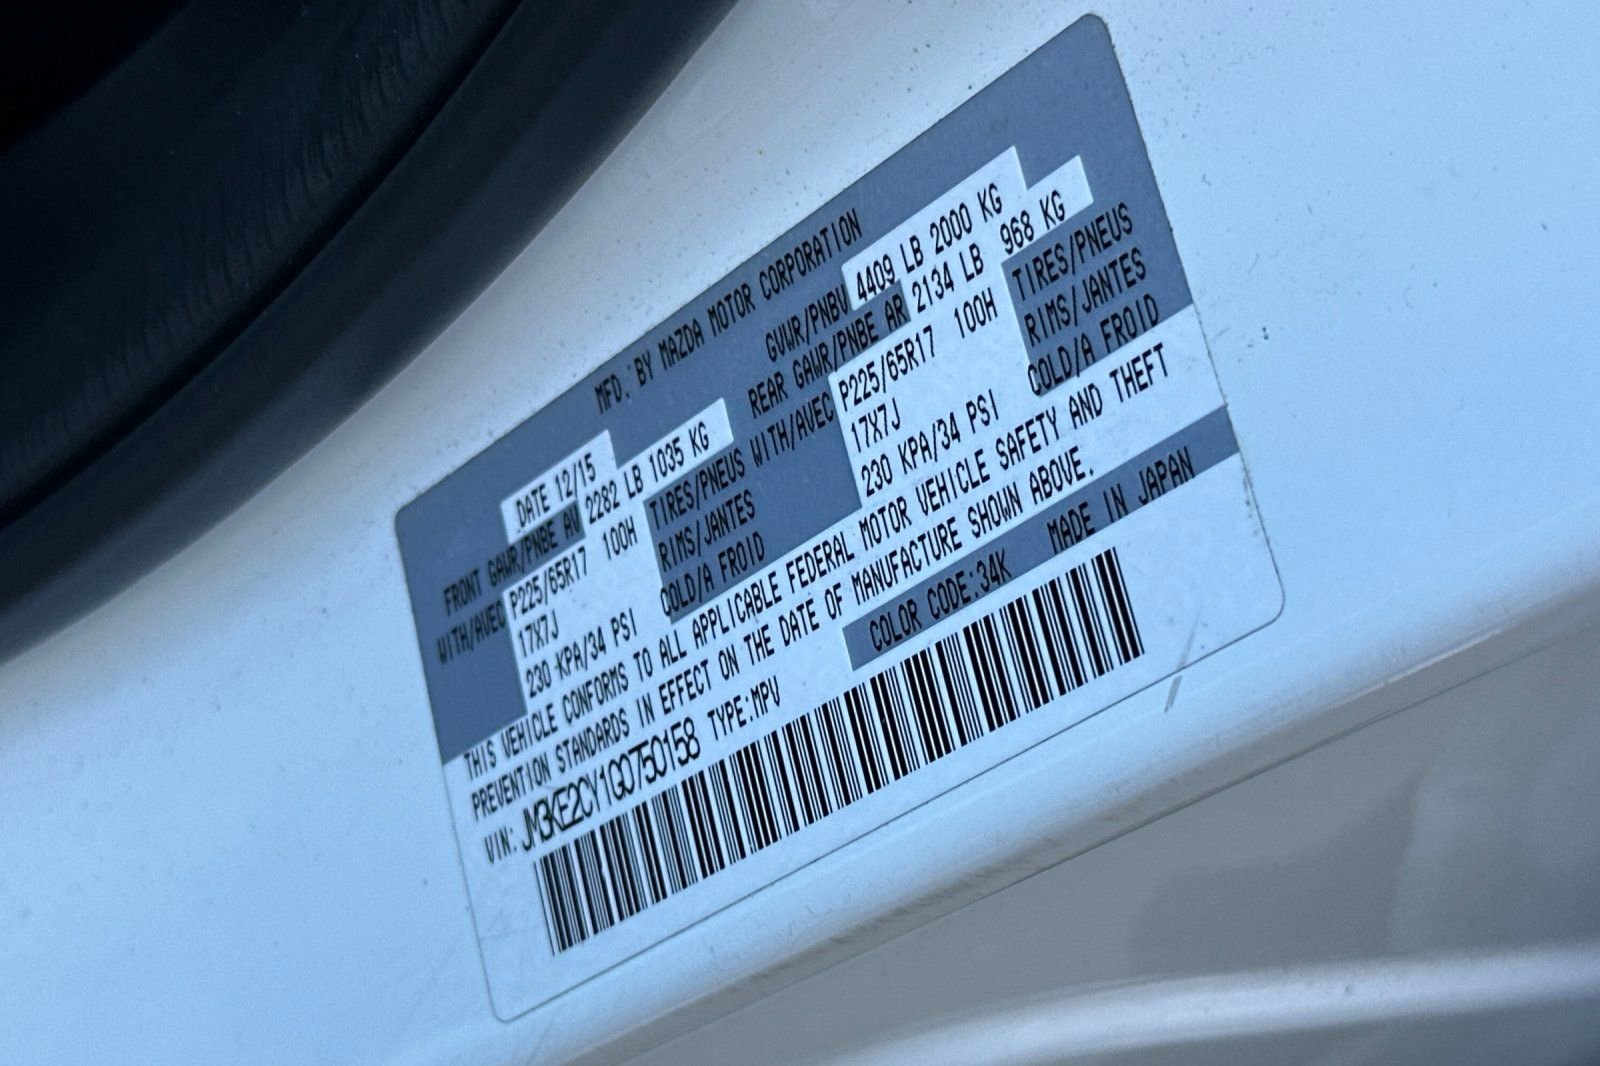 MFD. BY MAZDA MOTOR CORPORATION
DATE 12/15 GVWR/PNBV 4409 LB 2000 KG
FRONT GAWR/PNBE AV 2282 LB 1035 KG REAR GAWR/PNBE AR 2134 LB 968 KG
WITH/AVEC P225/65R17 100H TIRES/PNEUS WITH/AVEC P225/65R17 100H TIRES/PNEUS
17X7J RIMS/JANTES 17X7J RIMS/JANTES
230 KPA/34 PSI COLD/A FROID 230 KPA/34 PSI COLD/A FROID
THIS VEHICLE CONFORMS TO ALL APPLICABLE FEDERAL MOTOR VEHICLE SAFETY AND THEFT
PREVENTION STANDARDS IN EFFECT ON THE DATE OF MANUFACTURE SHOWN ABOVE.
VIN: JM3KE2CY1G0750158 TYPE:MPV COLOR CODE:34K MADE IN JAPAN